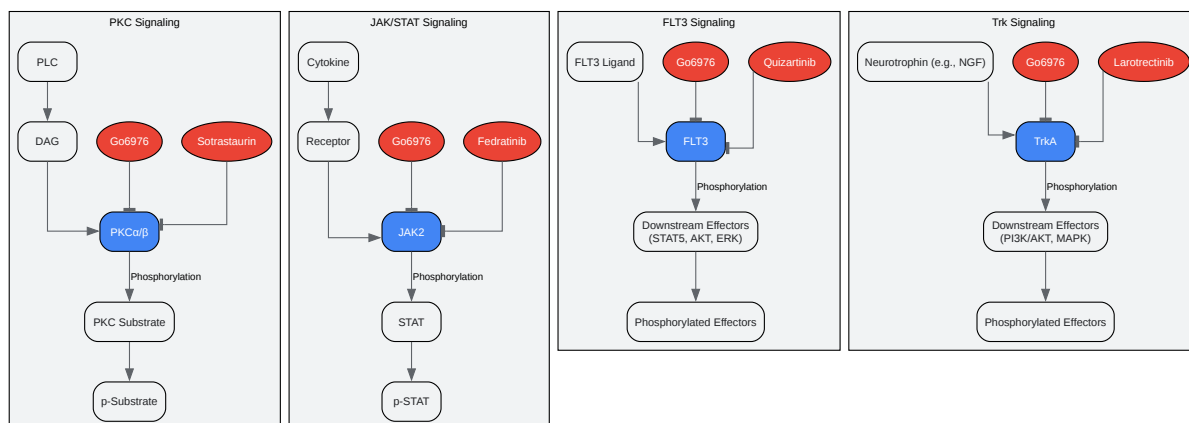 PKC Signaling
PLC
DAG
Go6976
Sotrastaurin
PKCα/β
Phosphorylation
PKC Substrate
p-Substrate
JAK/STAT Signaling
Cytokine
Receptor
Go6976
Fedratinib
JAK2
Phosphorylation
STAT
p-STAT
FLT3 Signaling
FLT3 Ligand
Go6976
Quizartinib
FLT3
Phosphorylation
Downstream Effectors
(STAT5, AKT, ERK)
Phosphorylated Effectors
Trk Signaling
Neurotrophin (e.g., NGF)
Go6976
Larotrectinib
TrkA
Phosphorylation
Downstream Effectors
(PI3K/AKT, MAPK)
Phosphorylated Effectors